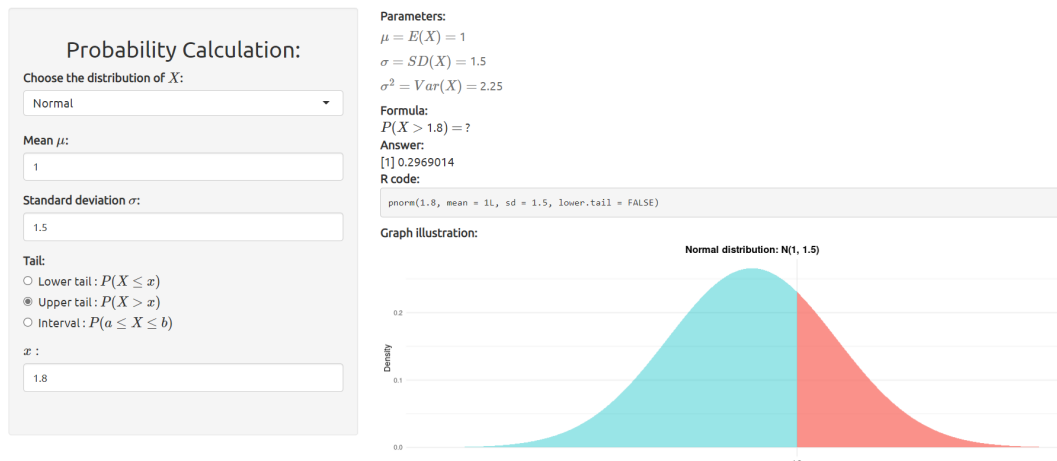 Probability Calculation:
Choose the distribution of X:
Normal
Mean μ:
1
Standard deviation σ:
1.5
Tail:
Lower tail : P(X ≤ x)
Upper tail : P(X > x)
Interval : P(a ≤ X ≤ b)
x :
1.8
Parameters:
μ = E(X) = 1
σ = SD(X) = 1.5
σ² = Var(X) = 2.25
Formula:
P(X > 1.8) = ?
Answer:
[1] 0.2969014
R code:
pnorm(1.8, mean = 1L, sd = 1.5, lower.tail = FALSE)
Graph illustration:
Normal distribution: N(1, 1.5)
Density
0.2
0.1
0.0